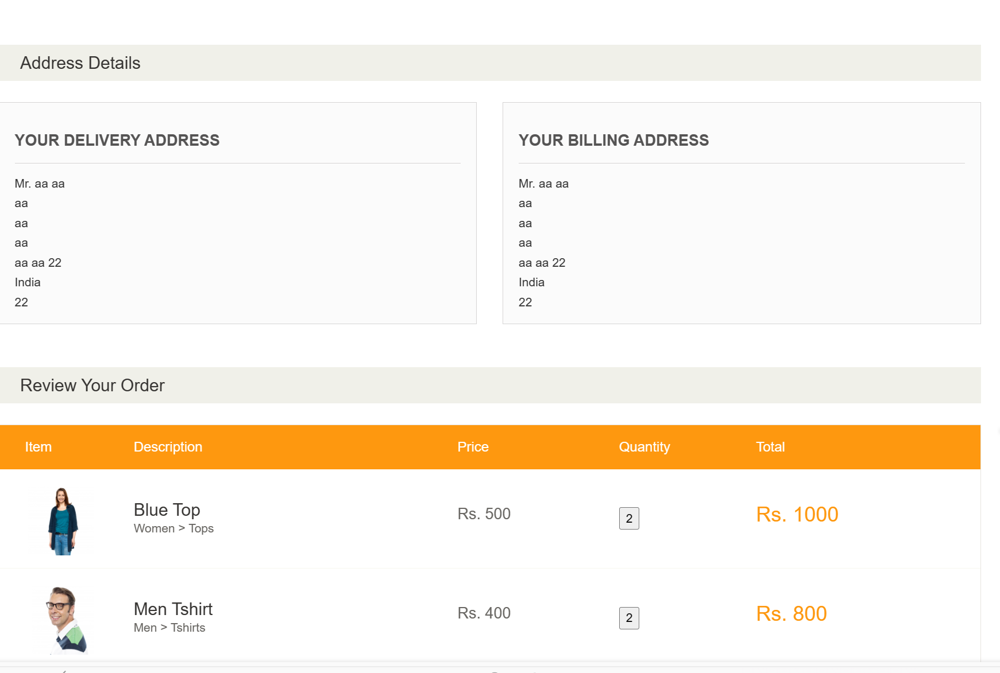 Address Details
YOUR DELIVERY ADDRESS
Mr. aa aa
aa
aa
aa
aa aa 22
India
22
YOUR BILLING ADDRESS
Mr. aa aa
aa
aa
aa
aa aa 22
India
22
Review Your Order
Item Description Price Quantity Total
Blue Top
Women > Tops
Rs. 500 2 Rs. 1000
Men Tshirt
Men > Tshirts
Rs. 400 2 Rs. 800